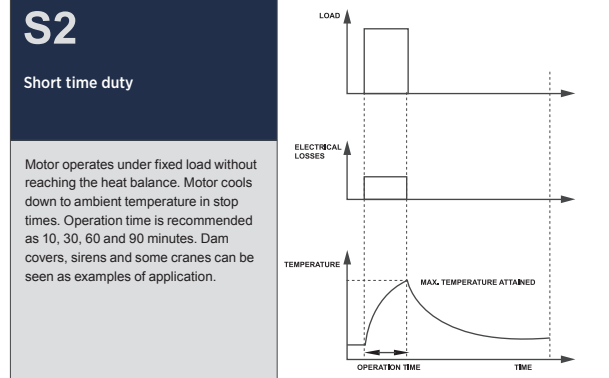 S2
Short time duty
Motor operates under fixed load without
reaching the heat balance. Motor cools
down to ambient temperature in stop
times. Operation time is recommended
as 10, 30, 60 and 90 minutes. Dam
covers, sirens and some cranes can be
seen as examples of application.
LOAD
ELECTRICAL
LOSSES
TEMPERATURE
MAX. TEMPERATURE ATTAINED
OPERATION TIME
TIME